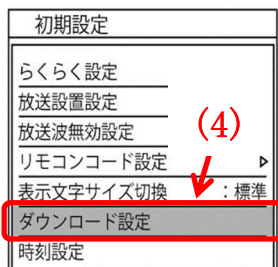 初期設定
らくらく設定
放送設置設定
放送波無効設定
(4)
リモコンコード設定
表示文字サイズ切換 ：標準
ダウンロード設定
時刻設定